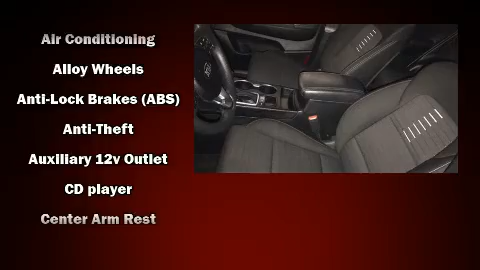 Air Conditioning
Alloy Wheels
Anti-Lock Brakes (ABS)
Anti-Theft
Auxiliary 12v Outlet
CD player
Center Arm Rest